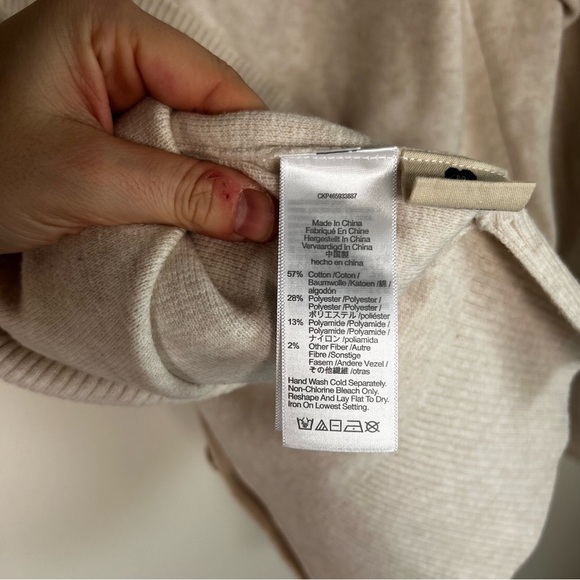 CKP465933887
Made In China
Fabriqué En Chine
Hergestellt In China
Vervaardigd In China
中国製
hecho en china
57% Cotton /Coton /
Baumwolle /Katoen /綿 /
algodón
28% Polyester /Polyester /
Polyester /Polyester /
ポリエステル /poliéster
13% Polyamide /Polyamide /
Polyamide /Polyamide /
ナイロン /poliamida
2% Other Fiber /Autre
Fibre /Sonstige
Fasern /Andere Vezel /
その他繊維 /otras
Hand Wash Cold Separately.
Non-Chlorine Bleach Only.
Reshape And Lay Flat To Dry.
Iron On Lowest Setting.